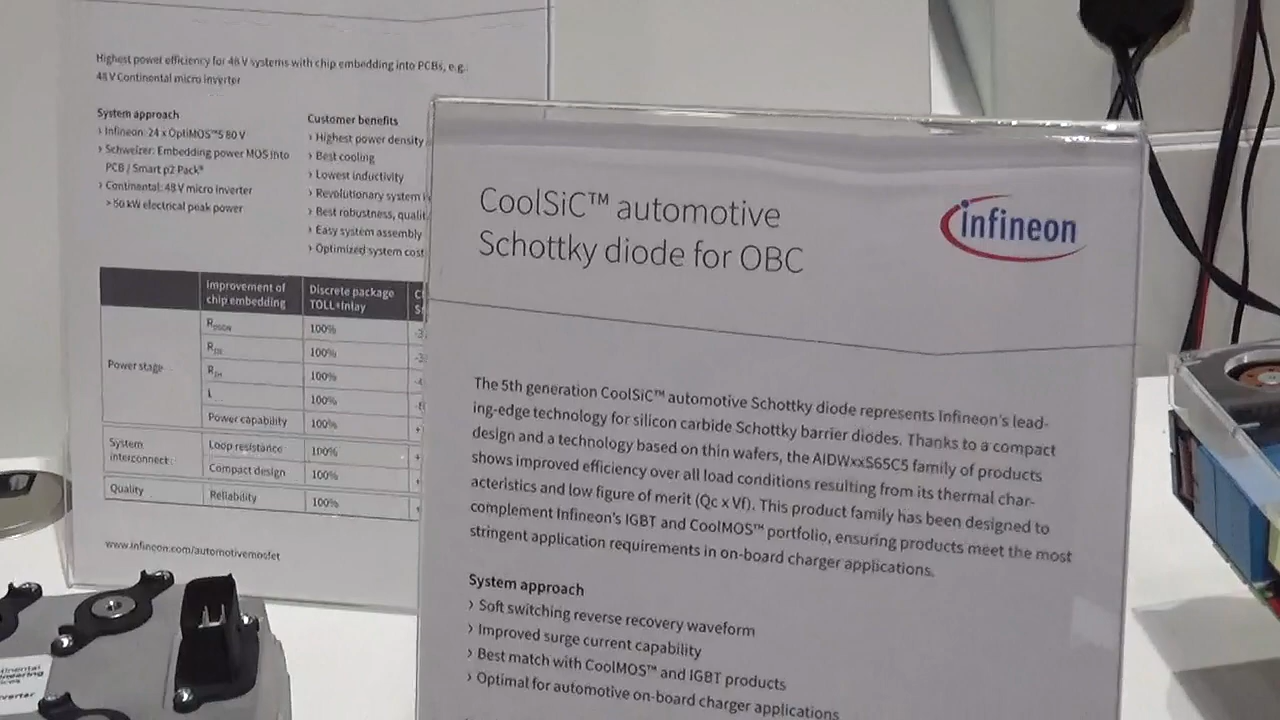 Highest power efficiency for 48 V systems with chip embedding into PCBs, e.g.
48 V Continental micro inverter
System approach
› Infineon: 24 x OptiMOS™5 80 V
› Schweizer: Embedding power MOS into
PCB / Smart p2 Pack®
› Continental: 48 V micro inverter
> 50 kW electrical peak power
Customer benefits
› Highest power density
› Best cooling
› Lowest inductivity
› Revolutionary system
› Best robustness,
› Easy system assembly
› Optimized system cost
Improvement of
chip embedding
Discrete package
TOLL+Inlay
Power stage
RDSON 100%
100%
100%
L 100%
Power capability 100%
System
interconnect:
Loop resistance 100%
Compact design 100%
Quality Reliability 100%
www.infineon.com/automotivemosfet
CoolSiC™ automotive
Schottky diode for OBC
infineon
The 5th generation CoolSiC™ automotive Schottky diode represents Infineon's lead-
ing-edge technology for silicon carbide Schottky barrier diodes. Thanks to a compact
design and a technology based on thin wafers, the AIDWxxS65C5 family of products
shows improved efficiency over all load conditions resulting from its thermal char-
acteristics and low figure of merit (Qc x Vf). This product family has been designed to
complement Infineon's IGBT and CoolMOS™ portfolio, ensuring products meet the most
stringent application requirements in on-board charger applications.
System approach
› Soft switching reverse recovery waveform
› Improved surge current capability
› Best match with CoolMOS™ and IGBT products
› Optimal for automotive on-board charger applications